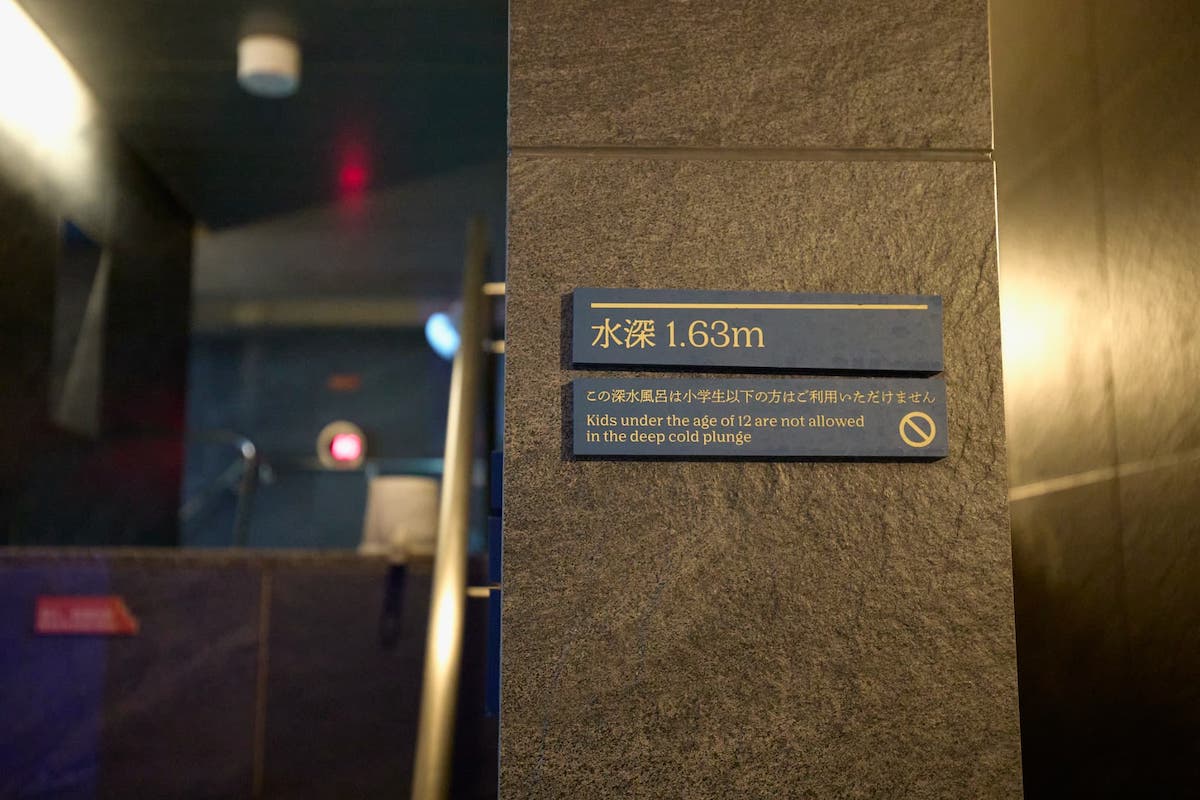 水深 1.63m
この深水風呂は小学生以下の方はご利用いただけません
Kids under the age of 12 are not allowed
in the deep cold plunge